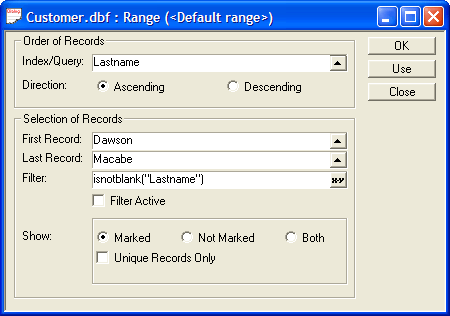 Customer.dbf : Range (<Default range>)
Order of Records
Index/Query: Lastname
Direction: Ascending Descending
OK
Use
Close
Selection of Records
First Record: Dawson
Last Record: Macabe
Filter: isnotblank("Lastname") x=y
Filter Active
Show: Marked Not Marked Both
Unique Records Only